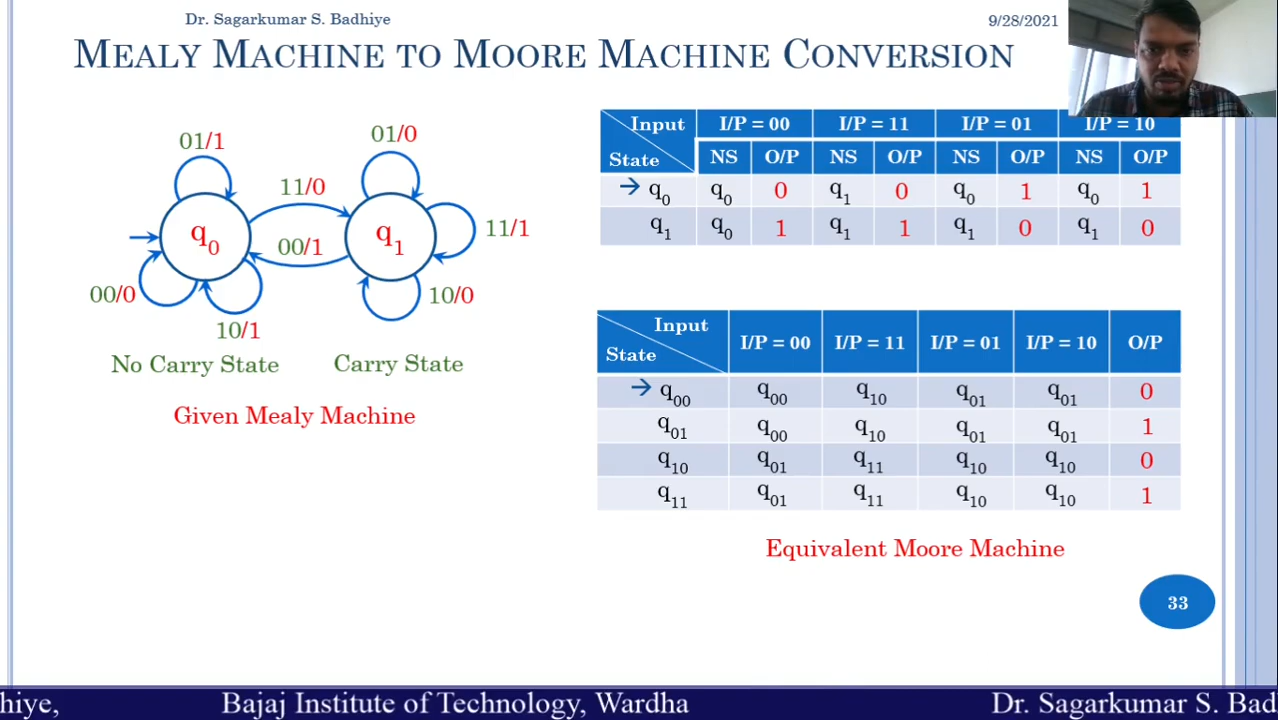 Dr. Sagarkumar S. Badhiye
9/28/2021
MEALY MACHINE TO MOORE MACHINE CONVERSION
01/1
01/0
11/0
q0
q1
11/1
00/1
00/0
10/0
10/1
No Carry State
Carry State
Given Mealy Machine
Input
State
I/P = 00
I/P = 11
I/P = 01
I/P = 10
NS O/P NS O/P NS O/P NS O/P
→ q0 q0 0 q1 0 q0 1 q0 1
q1 q0 1 q1 1 q1 0 q1 0
Input
State
I/P = 00 I/P = 11 I/P = 01 I/P = 10 O/P
→ q00 q00 q10 q01 q01 0
q01 q00 q10 q01 q01 1
q10 q01 q11 q10 q10 0
q11 q01 q11 q10 q10 1
Equivalent Moore Machine
33
hiye, Bajaj Institute of Technology, Wardha Dr. Sagarkumar S. Bad